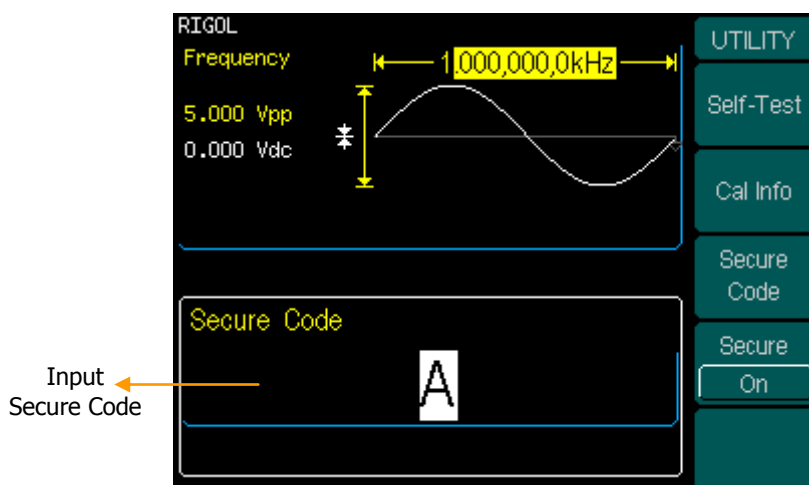 RIGOL
Frequency
1.000,000,0kHz
5.000 Vpp
0.000 Vdc
Secure Code
A
Input
Secure Code
UTILITY
Self-Test
Cal Info
Secure
Code
Secure
On